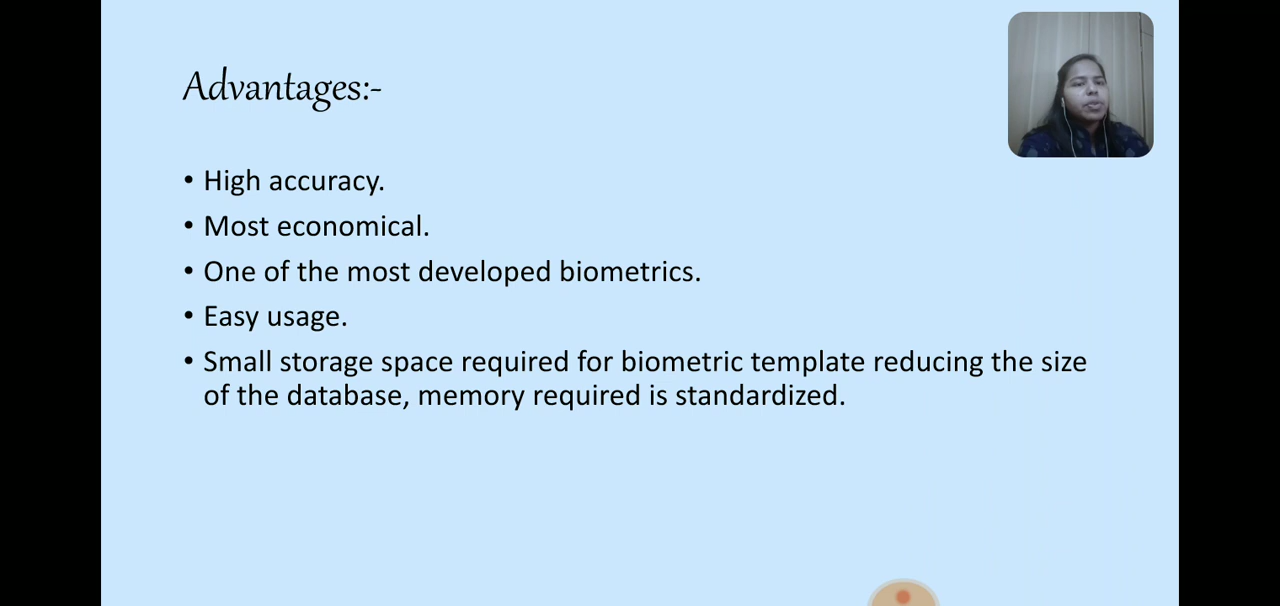 Advantages:-
• High accuracy.
• Most economical.
• One of the most developed biometrics.
• Easy usage.
• Small storage space required for biometric template reducing the size
of the database, memory required is standardized.